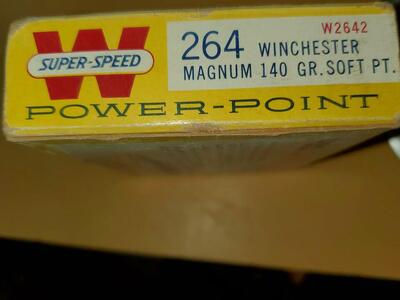 W
SUPER-SPEED
W2642
264 WINCHESTER
MAGNUM 140 GR. SOFT PT.
POWER-POINT